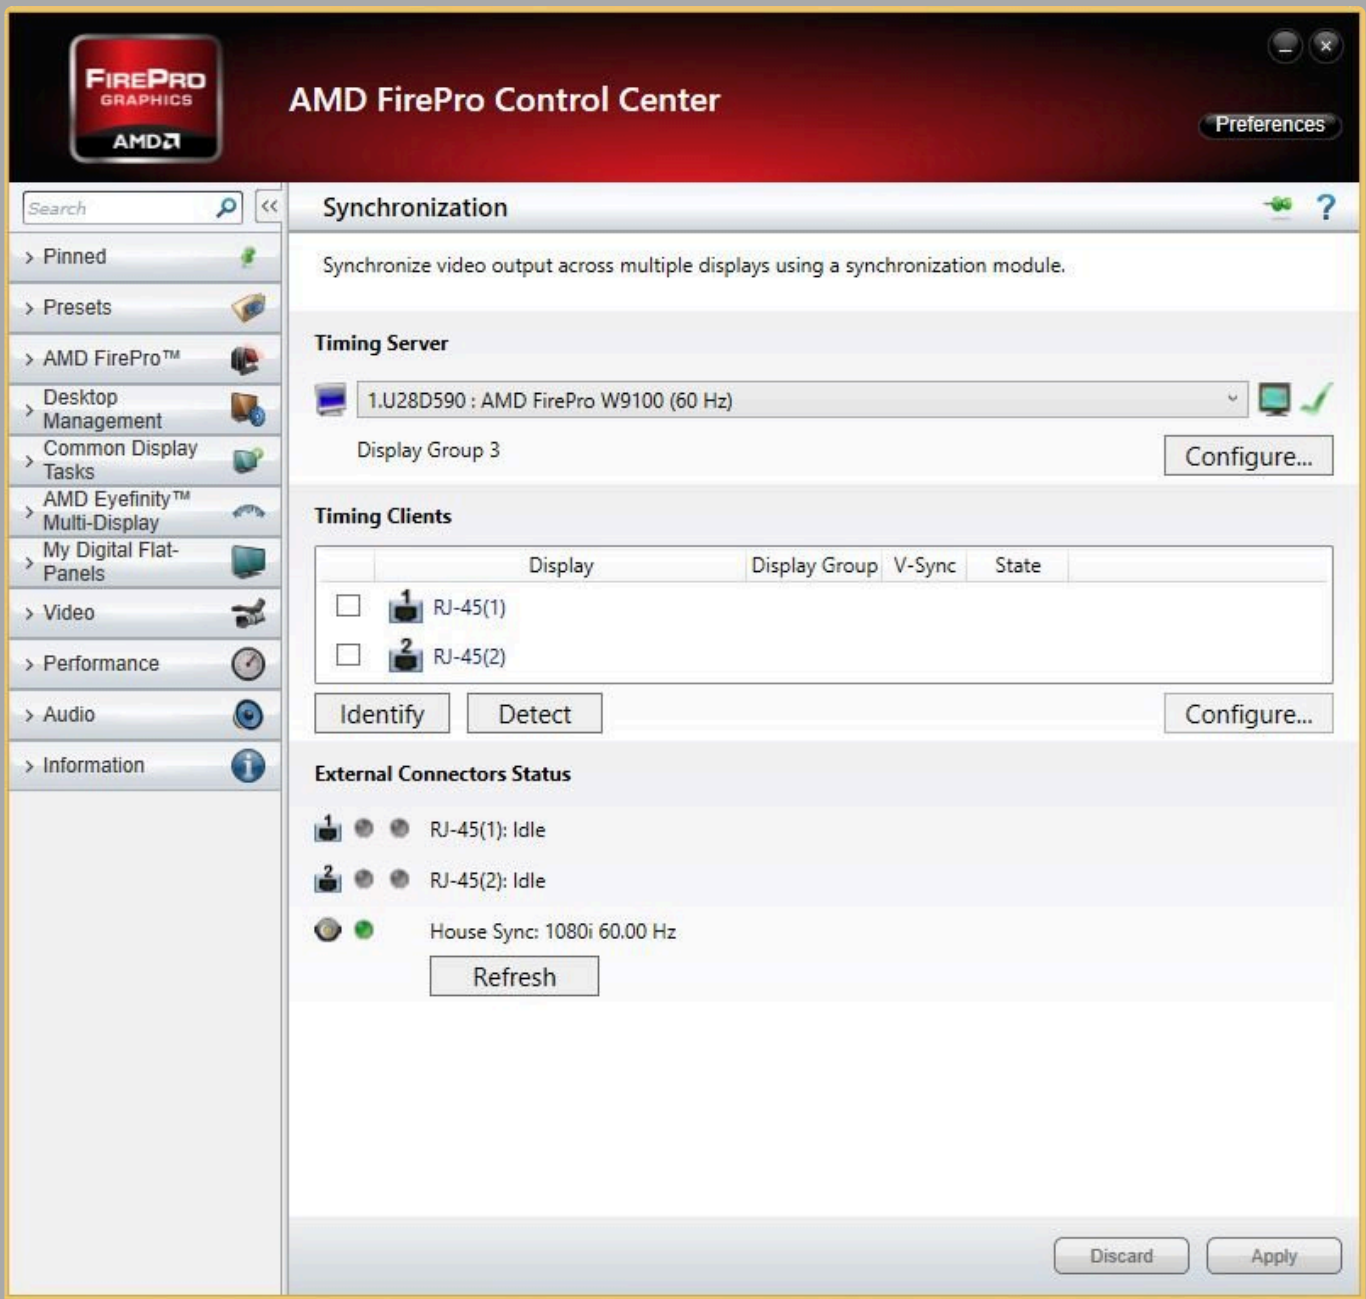 FIREPRO
GRAPHICS
AMD
AMD FirePro Control Center
Preferences
Search
<<
Synchronization
?
> Pinned
Synchronize video output across multiple displays using a synchronization module.
> Presets
Timing Server
> AMD FirePro™
1.U28D590 : AMD FirePro W9100 (60 Hz)
> Desktop
Management
Display Group 3
Configure...
> Common Display
Tasks
> AMD Eyefinity™
Multi-Display
Timing Clients
> My Digital Flat-
Panels
Display Display Group V-Sync State
> Video
1 RJ-45(1)
> Performance
2 RJ-45(2)
> Audio
Identify Detect Configure...
> Information
External Connectors Status
1 RJ-45(1): Idle
2 RJ-45(2): Idle
House Sync: 1080i 60.00 Hz
Refresh
Discard Apply